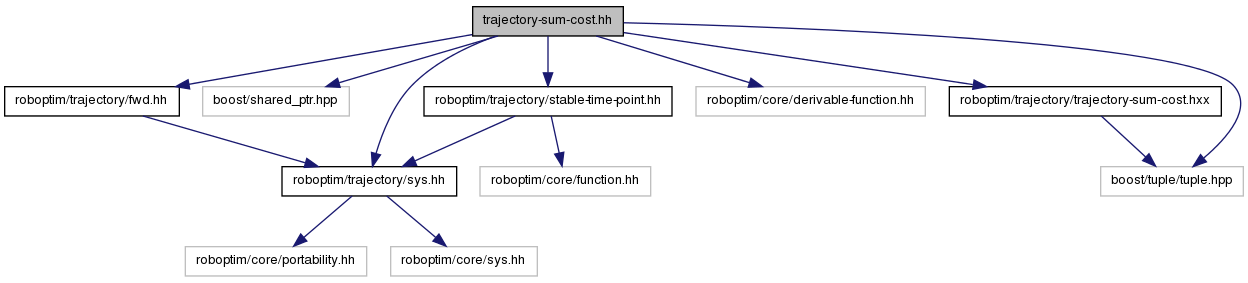 trajectory-sum-cost.hh
roboptim/trajectory/fwd.hh
boost/shared_ptr.hpp
roboptim/trajectory/stable-time-point.hh
roboptim/core/derivable-function.hh
roboptim/trajectory/trajectory-sum-cost.hxx
roboptim/trajectory/sys.hh
roboptim/core/function.hh
boost/tuple/tuple.hpp
roboptim/core/portability.hh
roboptim/core/sys.hh